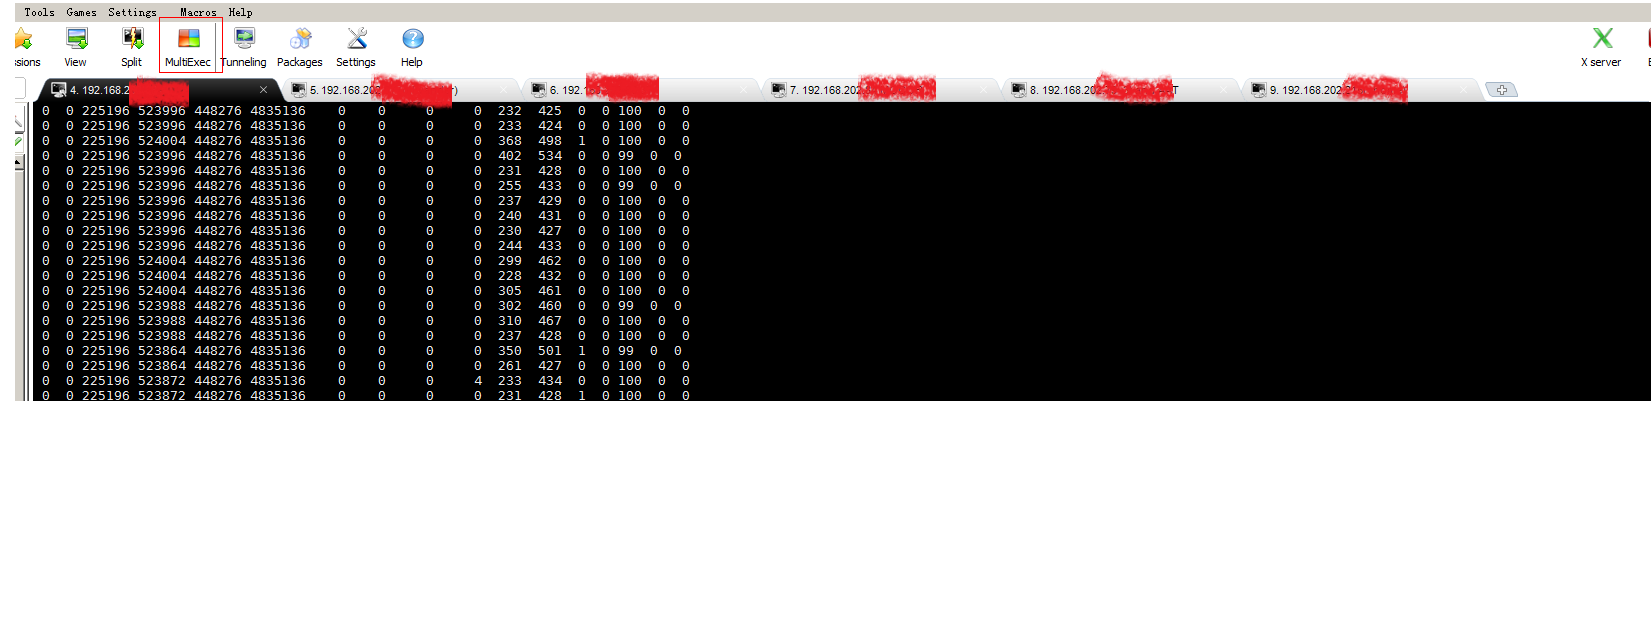 Tools Games Settings Macros Help
sions View Split MultiExec Tunneling Packages Settings Help X server
4. 192.168.2 5. 192.168.202 ) 6. 192.1 7. 192.168.202 8. 192.168.202 T 9. 192.168.202
0 0 225196 523996 448276 4835136 0 0 0 0 232 425 0 0 100 0 0
0 0 225196 523996 448276 4835136 0 0 0 0 233 424 0 0 100 0 0
0 0 225196 524004 448276 4835136 0 0 0 0 368 498 1 0 100 0 0
0 0 225196 523996 448276 4835136 0 0 0 0 402 534 0 0 99 0 0
0 0 225196 523996 448276 4835136 0 0 0 0 231 428 0 0 100 0 0
0 0 225196 523996 448276 4835136 0 0 0 0 255 433 0 0 99 0 0
0 0 225196 523996 448276 4835136 0 0 0 0 237 429 0 0 100 0 0
0 0 225196 523996 448276 4835136 0 0 0 0 240 431 0 0 100 0 0
0 0 225196 523996 448276 4835136 0 0 0 0 230 427 0 0 100 0 0
0 0 225196 523996 448276 4835136 0 0 0 0 244 433 0 0 100 0 0
0 0 225196 524004 448276 4835136 0 0 0 0 299 462 0 0 100 0 0
0 0 225196 524004 448276 4835136 0 0 0 0 228 432 0 0 100 0 0
0 0 225196 524004 448276 4835136 0 0 0 0 305 461 0 0 100 0 0
0 0 225196 523988 448276 4835136 0 0 0 0 302 460 0 0 99 0 0
0 0 225196 523988 448276 4835136 0 0 0 0 310 467 0 0 100 0 0
0 0 225196 523988 448276 4835136 0 0 0 0 237 428 0 0 100 0 0
0 0 225196 523864 448276 4835136 0 0 0 0 350 501 1 0 99 0 0
0 0 225196 523864 448276 4835136 0 0 0 0 261 427 0 0 100 0 0
0 0 225196 523872 448276 4835136 0 0 0 4 233 434 0 0 100 0 0
0 0 225196 523872 448276 4835136 0 0 0 0 231 428 1 0 100 0 0